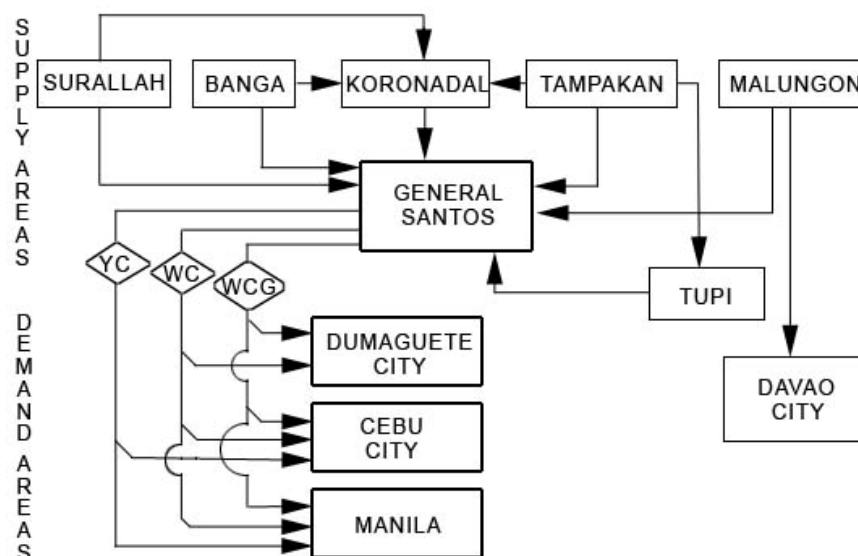 SUPPLY AREAS
SURALLAH
BANGA
KORONADAL
TAMPAKAN
MALUNGON
GENERAL
SANTOS
YC
WC
WCG
TUPI
DEMAND AREAS
DUMAGUETE
CITY
DAVAO
CITY
CEBU
CITY
MANILA